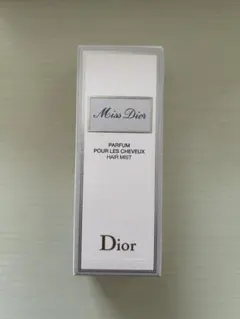 Miss Dior
PARFUM
POUR LES CHEVEUX
HAIR MIST
Dior